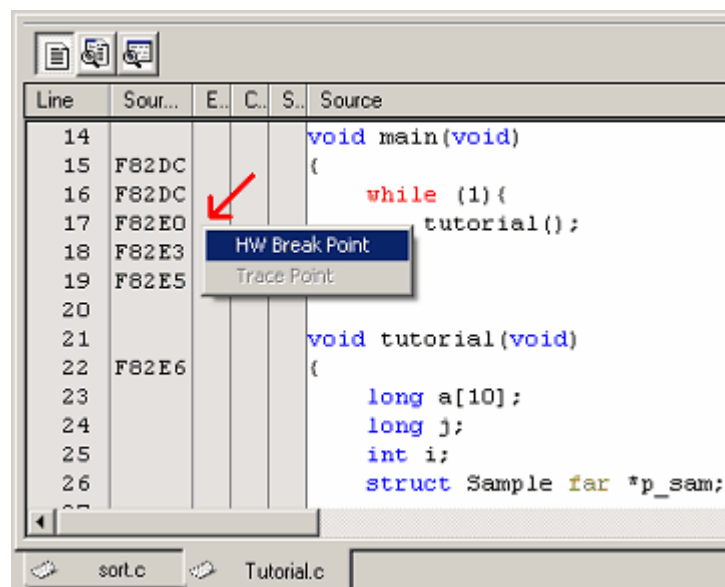 Line Sour... E.. C.. S.. Source
14 void main(void)
15 F82DC {
16 F82DC while (1){
17 F82E0 tutorial();
HW Break Point
18 F82E3
Trace Point
19 F82E5
20
21 void tutorial(void)
22 F82E6 {
23 long a[10];
24 long j;
25 int i;
26 struct Sample far *p_sam;
sort.c Tutorial.c